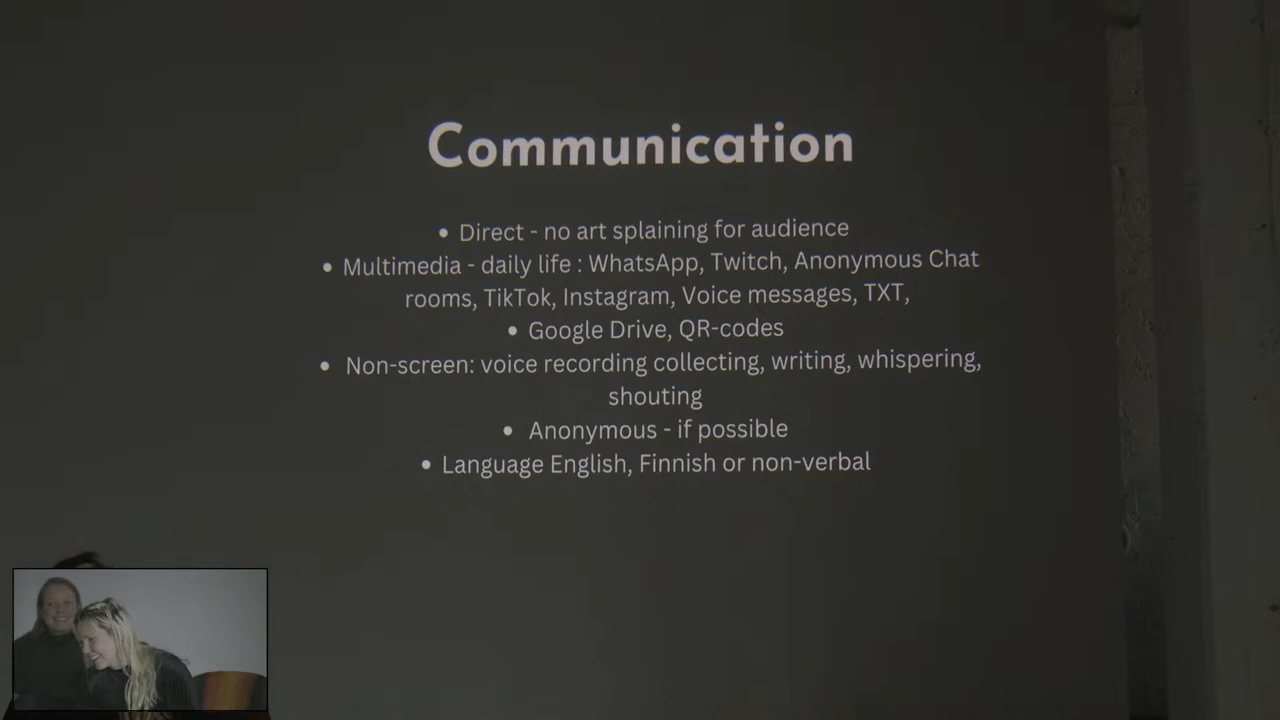 Communication
• Direct - no art splaining for audience
• Multimedia - daily life : WhatsApp, Twitch, Anonymous Chat
rooms, TikTok, Instagram, Voice messages, TXT,
• Google Drive, QR-codes
• Non-screen: voice recording collecting, writing, whispering,
shouting
• Anonymous - if possible
• Language English, Finnish or non-verbal